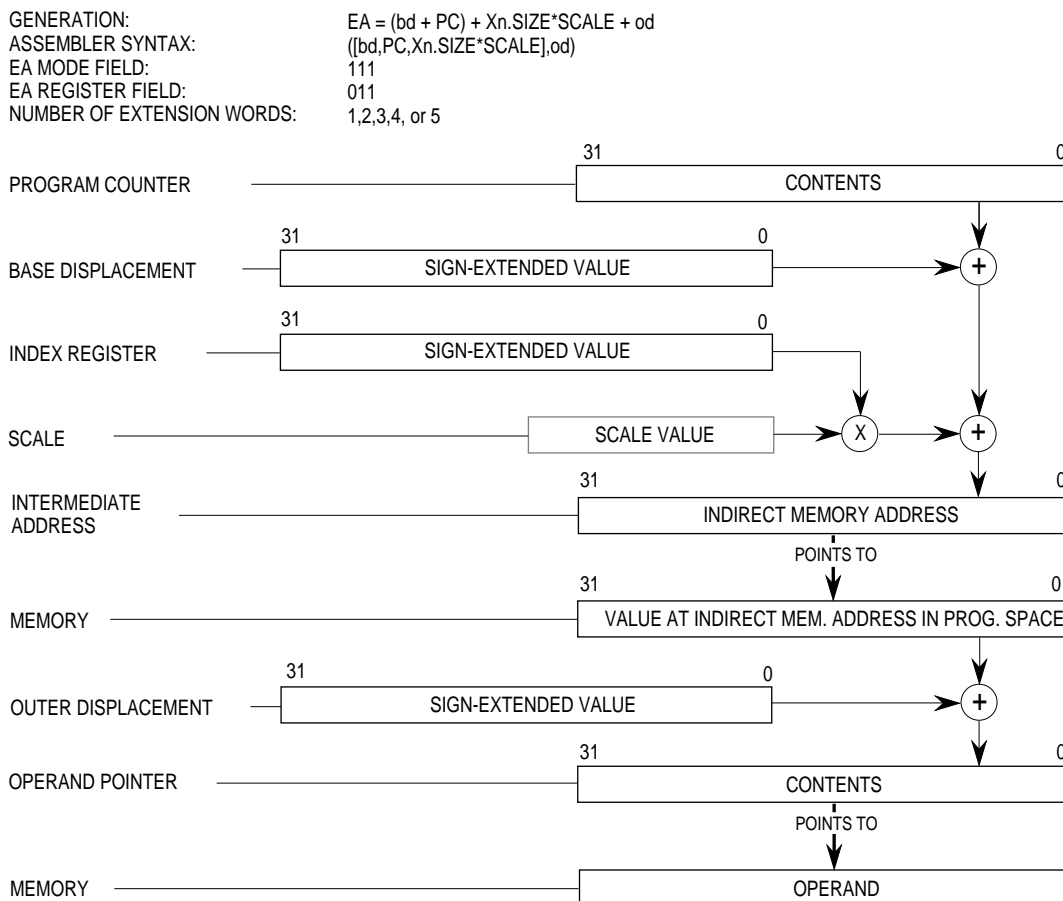 GENERATION: EA = (bd + PC) + Xn.SIZE*SCALE + od
ASSEMBLER SYNTAX: ([bd,PC,Xn.SIZE*SCALE],od)
EA MODE FIELD: 111
EA REGISTER FIELD: 011
NUMBER OF EXTENSION WORDS: 1,2,3,4, or 5
31 0
PROGRAM COUNTER CONTENTS
31 0
BASE DISPLACEMENT SIGN-EXTENDED VALUE +
31 0
INDEX REGISTER SIGN-EXTENDED VALUE
SCALE SCALE VALUE X +
31 0
INTERMEDIATE
ADDRESS
INDIRECT MEMORY ADDRESS
POINTS TO
31 0
MEMORY VALUE AT INDIRECT MEM. ADDRESS IN PROG. SPACE
31 0
OUTER DISPLACEMENT SIGN-EXTENDED VALUE +
31 0
OPERAND POINTER CONTENTS
POINTS TO
MEMORY OPERAND